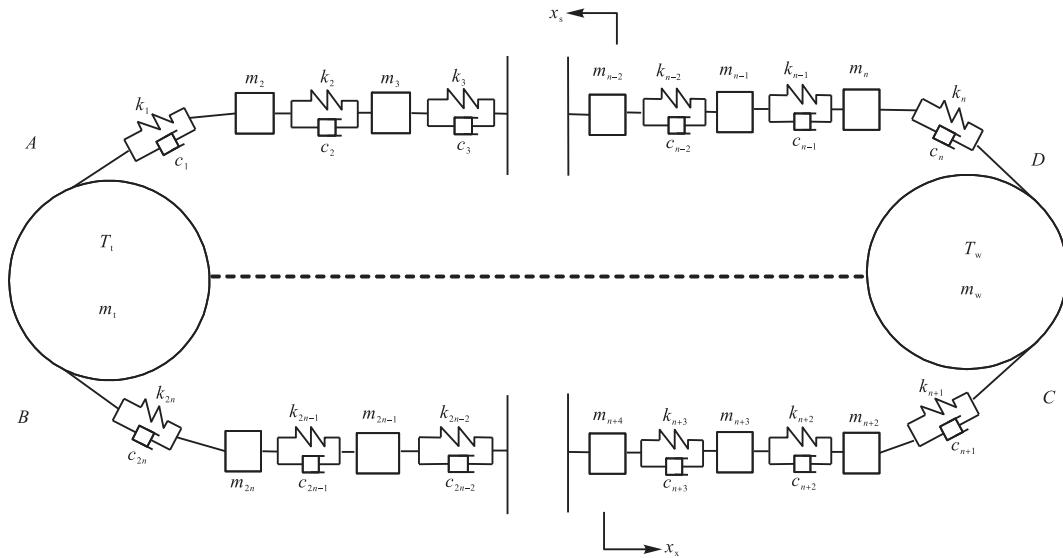 x_s
m_2 k_2 m_3 k_3
m_{n-2} k_{n-2} m_{n-1} k_{n-1} m_n k_n
k_1
A
c_1 c_2 c_3
c_{n-2} c_{n-1} c_n
D
T_t
T_w
m_t
m_w
B
k_{2n} k_{2n-1} m_{2n-1} k_{2n-2}
m_{n+4} k_{n+3} m_{n+3} k_{n+2} m_{n+2} k_{n+1}
C
c_{2n} m_{2n} c_{2n-1} c_{2n-2}
c_{n+3} c_{n+2} c_{n+1}
x_x